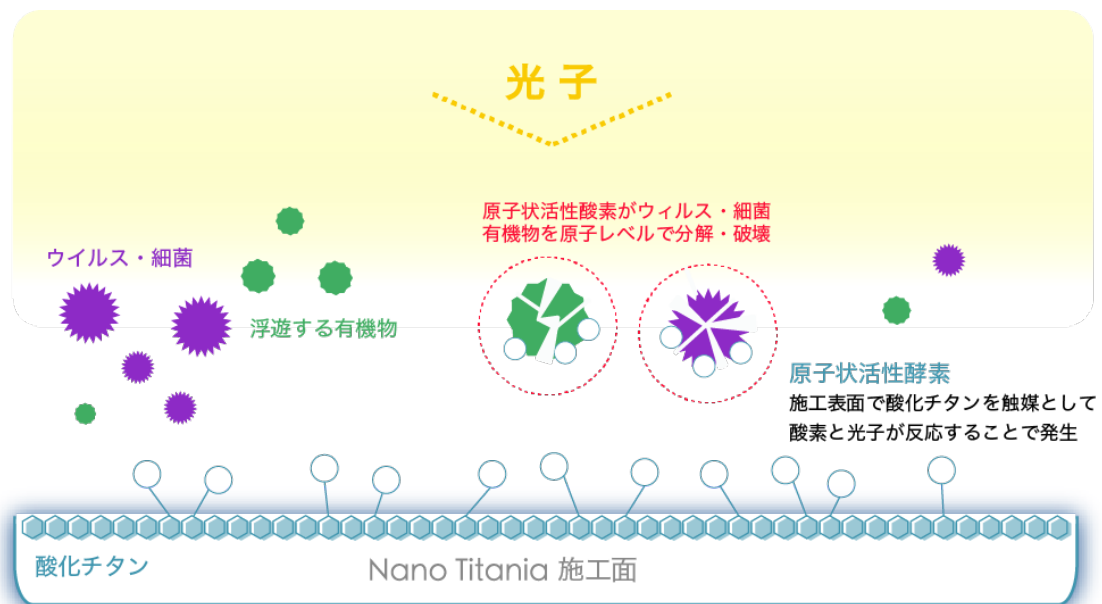 光子
原子状活性酸素がウィルス・細菌
有機物を原子レベルで分解・破壊
ウイルス・細菌
浮遊する有機物
原子状活性酵素
施工表面で酸化チタンを触媒として
酸素と光子が反応することで発生
酸化チタン
Nano Titania 施工面